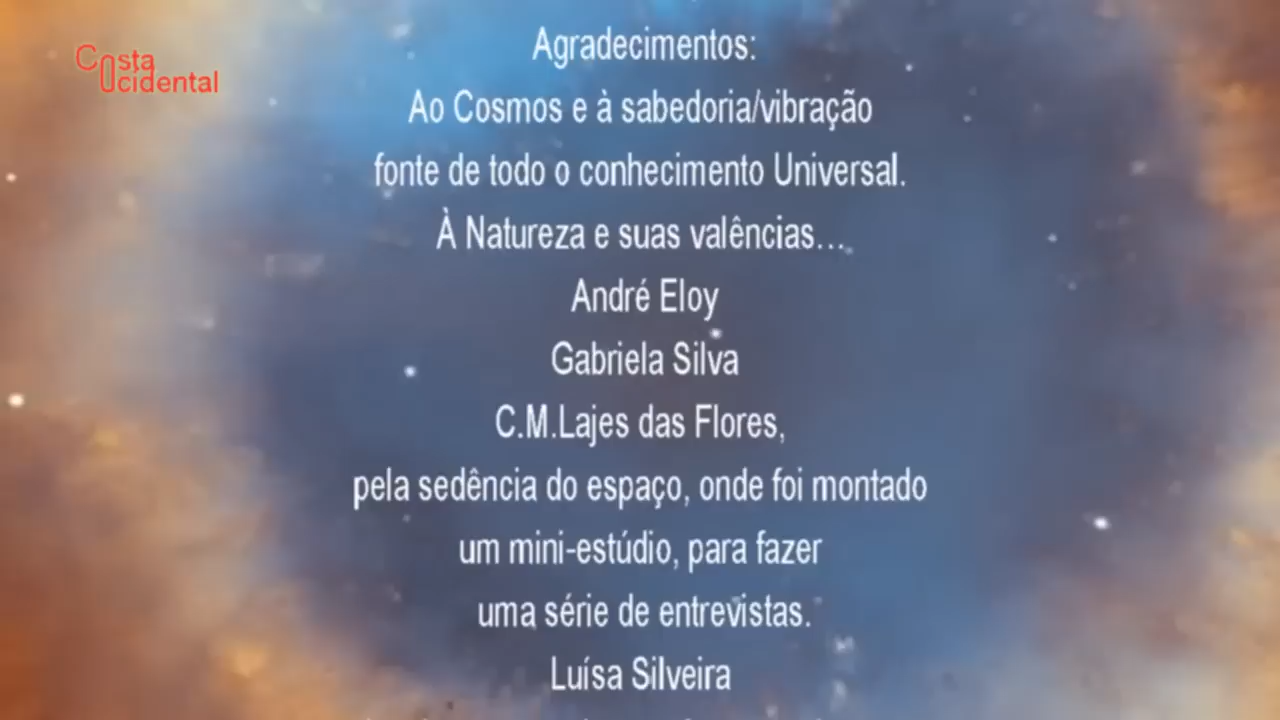 Costa
Ocidental
Agradecimentos:
Ao Cosmos e à sabedoria/vibração
fonte de todo o conhecimento Universal.
À Natureza e suas valências...
André Eloy
Gabriela Silva
C.M.Lajes das Flores,
pela sedência do espaço, onde foi montado
um mini-estúdio, para fazer
uma série de entrevistas.
Luísa Silveira